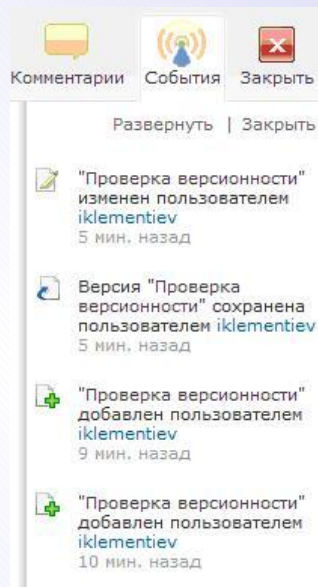 Комментарии События Закрыть
Развернуть | Закрыть
"Проверка версионности"
изменен пользователем
iklementiev
5 мин. назад
Версия "Проверка
версионности" сохранена
пользователем iklementiev
5 мин. назад
"Проверка версионности"
добавлен пользователем
iklementiev
9 мин. назад
"Проверка версионности"
добавлен пользователем
iklementiev
10 мин. назад